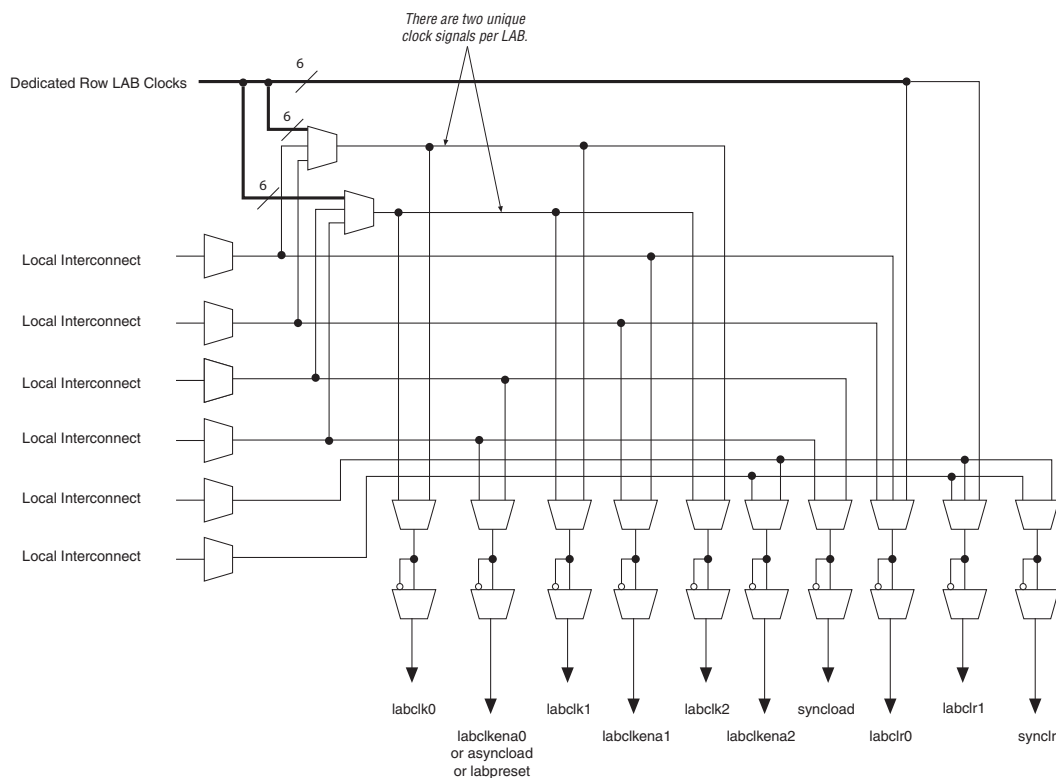 There are two unique
clock signals per LAB.
6
Dedicated Row LAB Clocks
6
6
Local Interconnect
Local Interconnect
Local Interconnect
Local Interconnect
Local Interconnect
Local Interconnect
labclk0
labclk1
labclk2
syncload
labclr1
labclkena0
or asyncload
or labpreset
labclkena1
labclkena2
labclr0
synclr